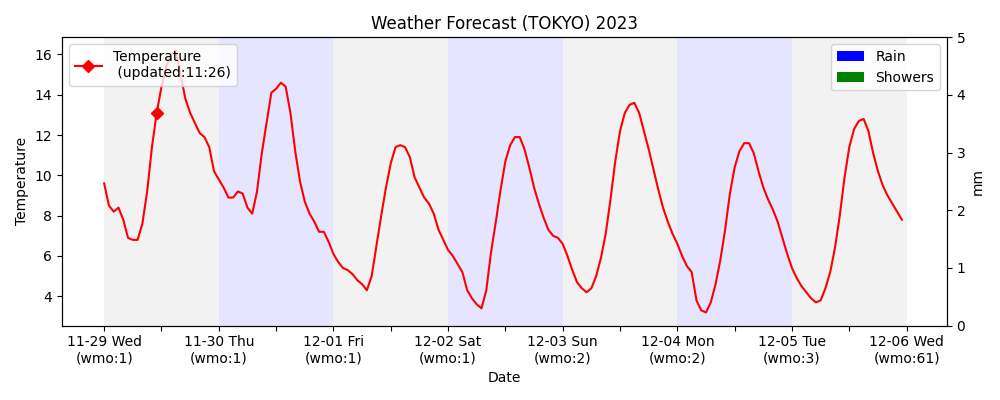 Weather Forecast (TOKYO) 2023
Temperature
(updated:11:26)
Rain
Showers
Temperature
16
14
12
10
8
6
4
5
4
3
2
1
0
mm
11-29 Wed 11-30 Thu 12-01 Fri 12-02 Sat 12-03 Sun 12-04 Mon 12-05 Tue 12-06 Wed
(wmo:1) (wmo:1) (wmo:1) (wmo:1) (wmo:2) (wmo:2) (wmo:3) (wmo:61)
Date